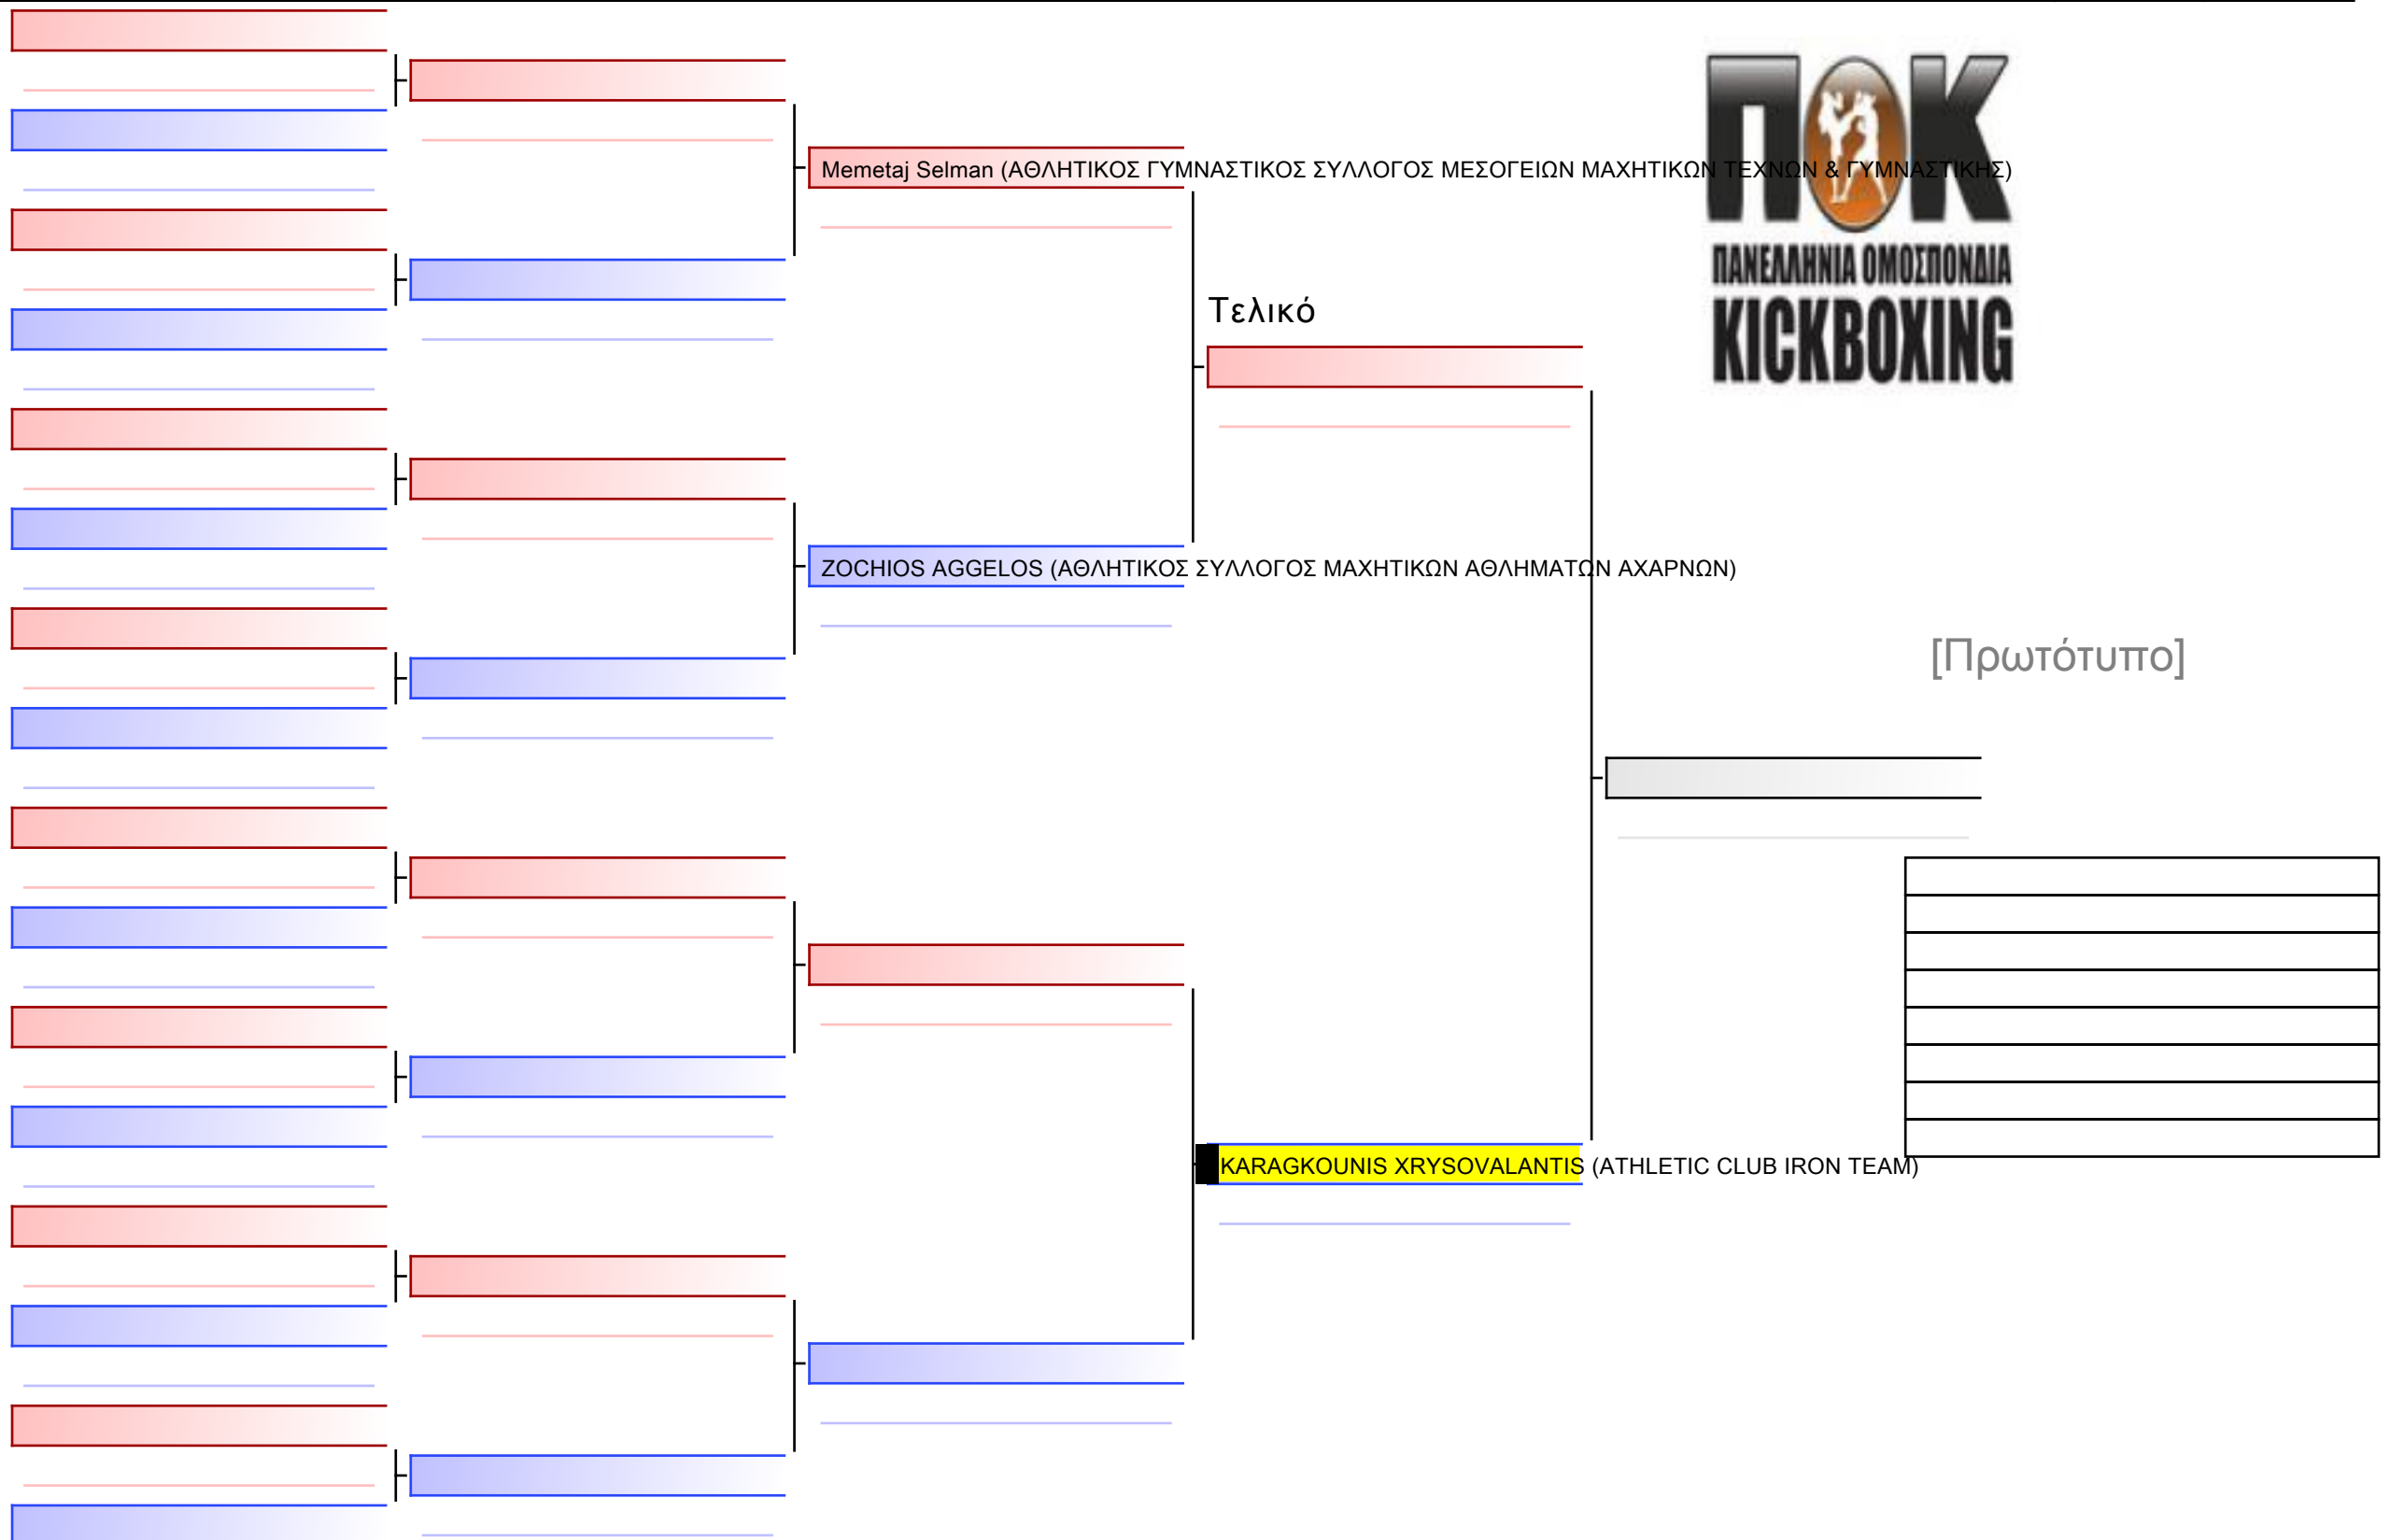 Memetaj Selman (ΑΘΛΗΤΙΚΟΣ ΓΥΜΝΑΣΤΙΚΟΣ ΣΥΛΛΟΓΟΣ ΜΕΣΟΓΕΙΩΝ ΜΑΧΗΤΙΚΩΝ ΤΕΧΝΩΝ & ΓΥΜΝΑΣΤΙΚΗΣ)
ΠΟΚ
ΠΑΝΕΛΛΗΝΙΑ ΟΜΟΣΠΟΝΔΙΑ
KICKBOXING
Τελικό
ZOCHIOS AGGELOS (ΑΘΛΗΤΙΚΟΣ ΣΥΛΛΟΓΟΣ ΜΑΧΗΤΙΚΩΝ ΑΘΛΗΜΑΤΩΝ ΑΧΑΡΝΩΝ)
[Πρωτότυπο]
KARAGKOUNIS XRYSOVALANTIS (ATHLETIC CLUB IRON TEAM)